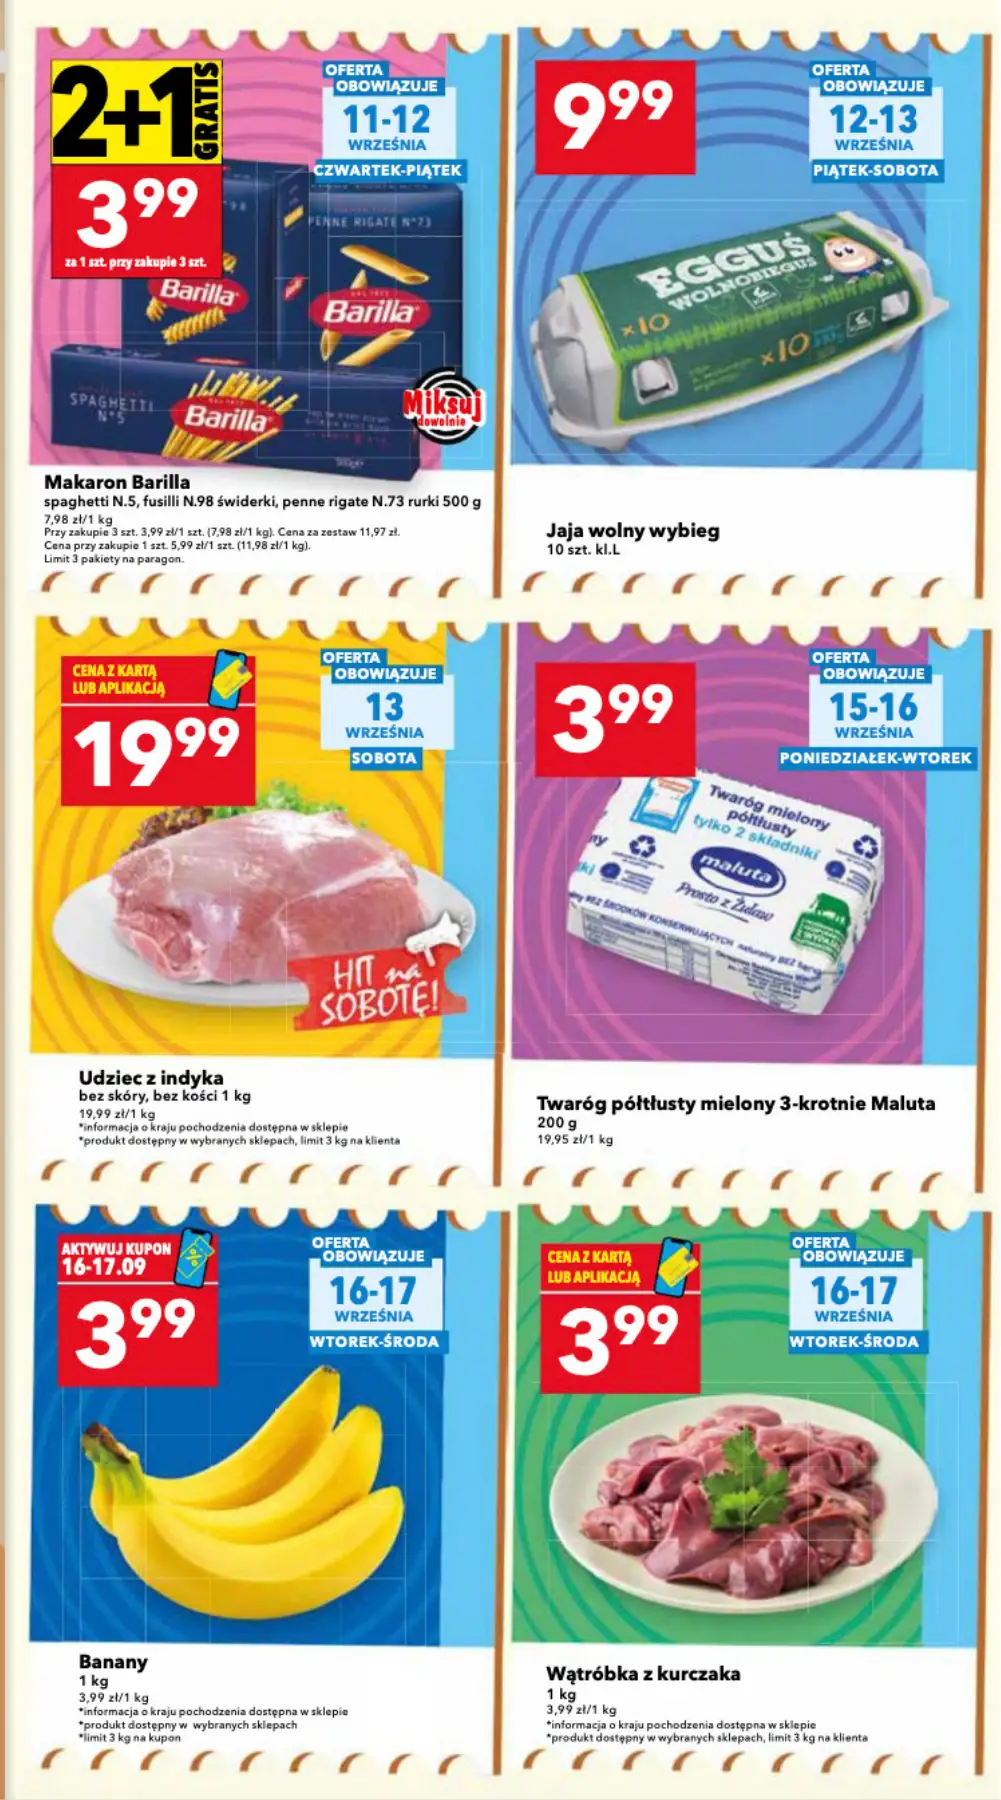 2+1
GRATIS
3 99
za 1 szt. przy zakupie 3 szt.
OFERTA
OBOWIĄZUJE
11-12
WRZEŚNIA
CZWARTEK-PIĄTEK
PENNE RIGATE N°73
Barilla
Barilla
SPAGHETTI
N°5
Barilla
500g
Miksuj
dowolnie
Makaron Barilla
spaghetti N.5, fusilli N.98 świderki, penne rigate N.73 rurki 500 g
7,98 zł/1 kg
Przy zakupie 3 szt. 3,99 zł/1 szt. (7,98 zł/1 kg). Cena za zestaw 11,97 zł.
Cena przy zakupie 1 szt. 5,99 zł/1 szt. (11,98 zł/1 kg).
Limit 3 pakiety na paragon.
9 99
OFERTA
OBOWIĄZUJE
12-13
WRZEŚNIA
PIĄTEK-SOBOTA
EGGUŚ
WOLNOBIEGUŚ
x10
x10
Jaja wolny wybieg
10 szt. kl.L
CENA Z KARTĄ
LUB APLIKACJĄ
19 99
OFERTA
OBOWIĄZUJE
13
WRZEŚNIA
SOBOTA
HIT na
SOBOTĘ!
Udziec z indyka
bez skóry, bez kości 1 kg
19,99 zł/1 kg
*informacja o kraju pochodzenia dostępna w sklepie
*produkt dostępny w wybranych sklepach, limit 3 kg na klienta
3 99
OFERTA
OBOWIĄZUJE
15-16
WRZEŚNIA
PONIEDZIAŁEK-WTOREK
Twaróg mielony
półtłusty
tylko 2 składniki
maluta
Prosto z Żuław
BEZ ŚRODKÓW KONSERWUJĄCYCH
Twaróg półtłusty mielony 3-krotnie Maluta
200 g
19,95 zł/1 kg
AKTYWUJ KUPON
16-17.09
%
3 99
OFERTA
OBOWIĄZUJE
16-17
WRZEŚNIA
WTOREK-ŚRODA
Banany
1 kg
3,99 zł/1 kg
*informacja o kraju pochodzenia dostępna w sklepie
*produkt dostępny w wybranych sklepach
*limit 3 kg na kupon
CENA Z KARTĄ
LUB APLIKACJĄ
3 99
OFERTA
OBOWIĄZUJE
16-17
WRZEŚNIA
WTOREK-ŚRODA
Wątróbka z kurczaka
1 kg
3,99 zł/1 kg
*informacja o kraju pochodzenia dostępna w sklepie
*produkt dostępny w wybranych sklepach, limit 3 kg na klienta